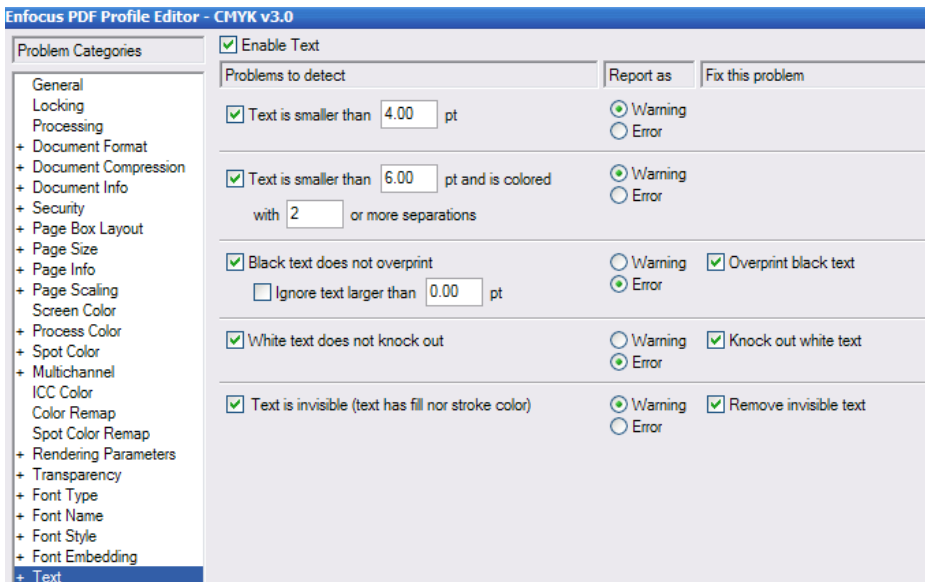 Enfocus PDF Profile Editor - CMYK v3.0
Problem Categories
General
Locking
Processing
+ Document Format
+ Document Compression
+ Document Info
+ Security
+ Page Box Layout
+ Page Size
+ Page Info
+ Page Scaling
Screen Color
+ Process Color
+ Spot Color
+ Multichannel
ICC Color
Color Remap
Spot Color Remap
+ Rendering Parameters
+ Transparency
+ Font Type
+ Font Name
+ Font Style
+ Font Embedding
+ Text
Enable Text
Problems to detect Report as Fix this problem
Text is smaller than 4.00 pt Warning
Error
Text is smaller than 6.00 pt and is colored Warning
Error
with 2 or more separations
Black text does not overprint Warning Overprint black text
Error
Ignore text larger than 0.00 pt
White text does not knock out Warning Knock out white text
Error
Text is invisible (text has fill nor stroke color) Warning Remove invisible text
Error